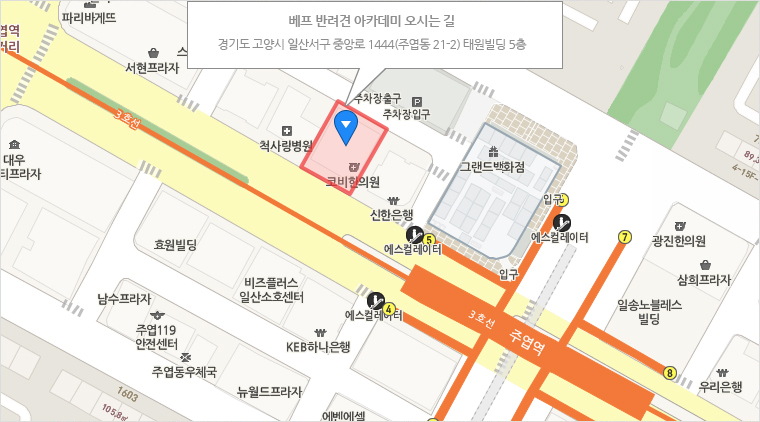 베프 반려견 아카데미 오시는 길
경기도 고양시 일산서구 중앙로 1444(주엽동 21-2) 태원빌딩 5층
파리바게뜨
서현프라자
3호선
대우
티프라자
척사랑병원
주차장출구
P
주차장입구
코비한의원
그랜드백화점
신한은행
에스컬레이터
5
입구
6
에스컬레이터
입구
7
광진한의원
삼희프라자
일송노블레스
빌딩
효원빌딩
비즈플러스
일산소호센터
남수프라자
주엽119
안전센터
주엽동우체국
에스컬레이터
4
KEB하나은행
3호선
주엽역
8
우리은행
뉴월드프라자
에벤에셀
1603
105,8㎡
4-15F